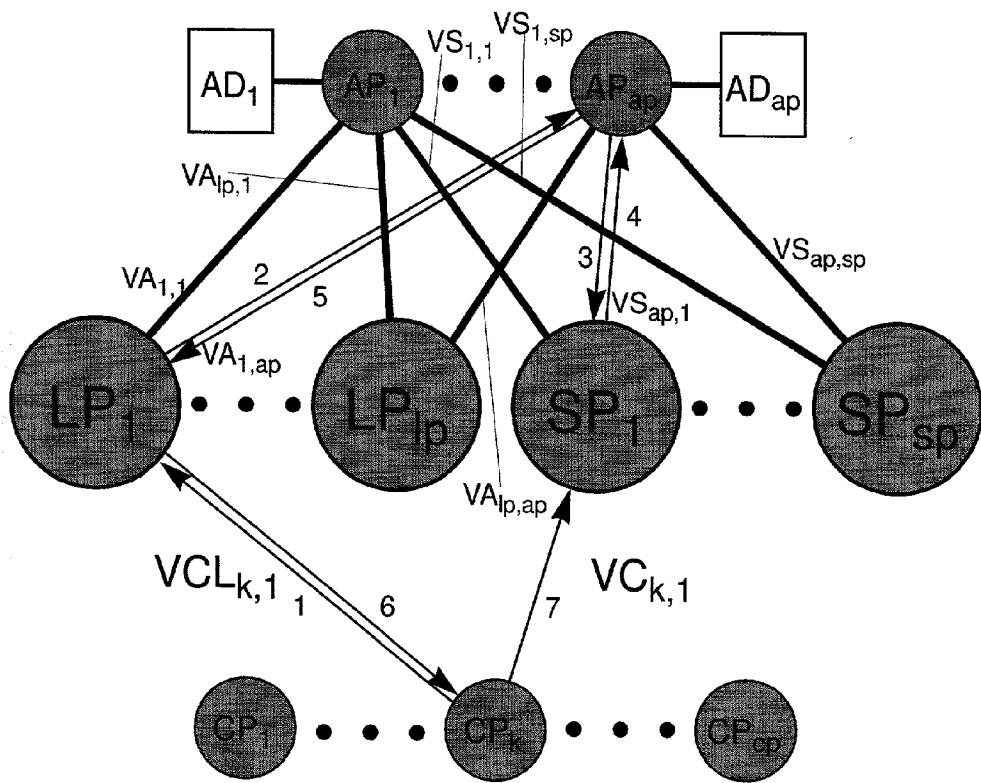 VS1,1
VS1,sp
AD1
AP1
APap
ADap
VAlp,1
2
5
3
4
VA1,1
VSap,sp
VSap,1
VA1,ap
LP1
LPlp
SP1
SPsp
VAlp,ap
VCLk,1
1
6
7
VCk,1
CP1
CPk
CPcp